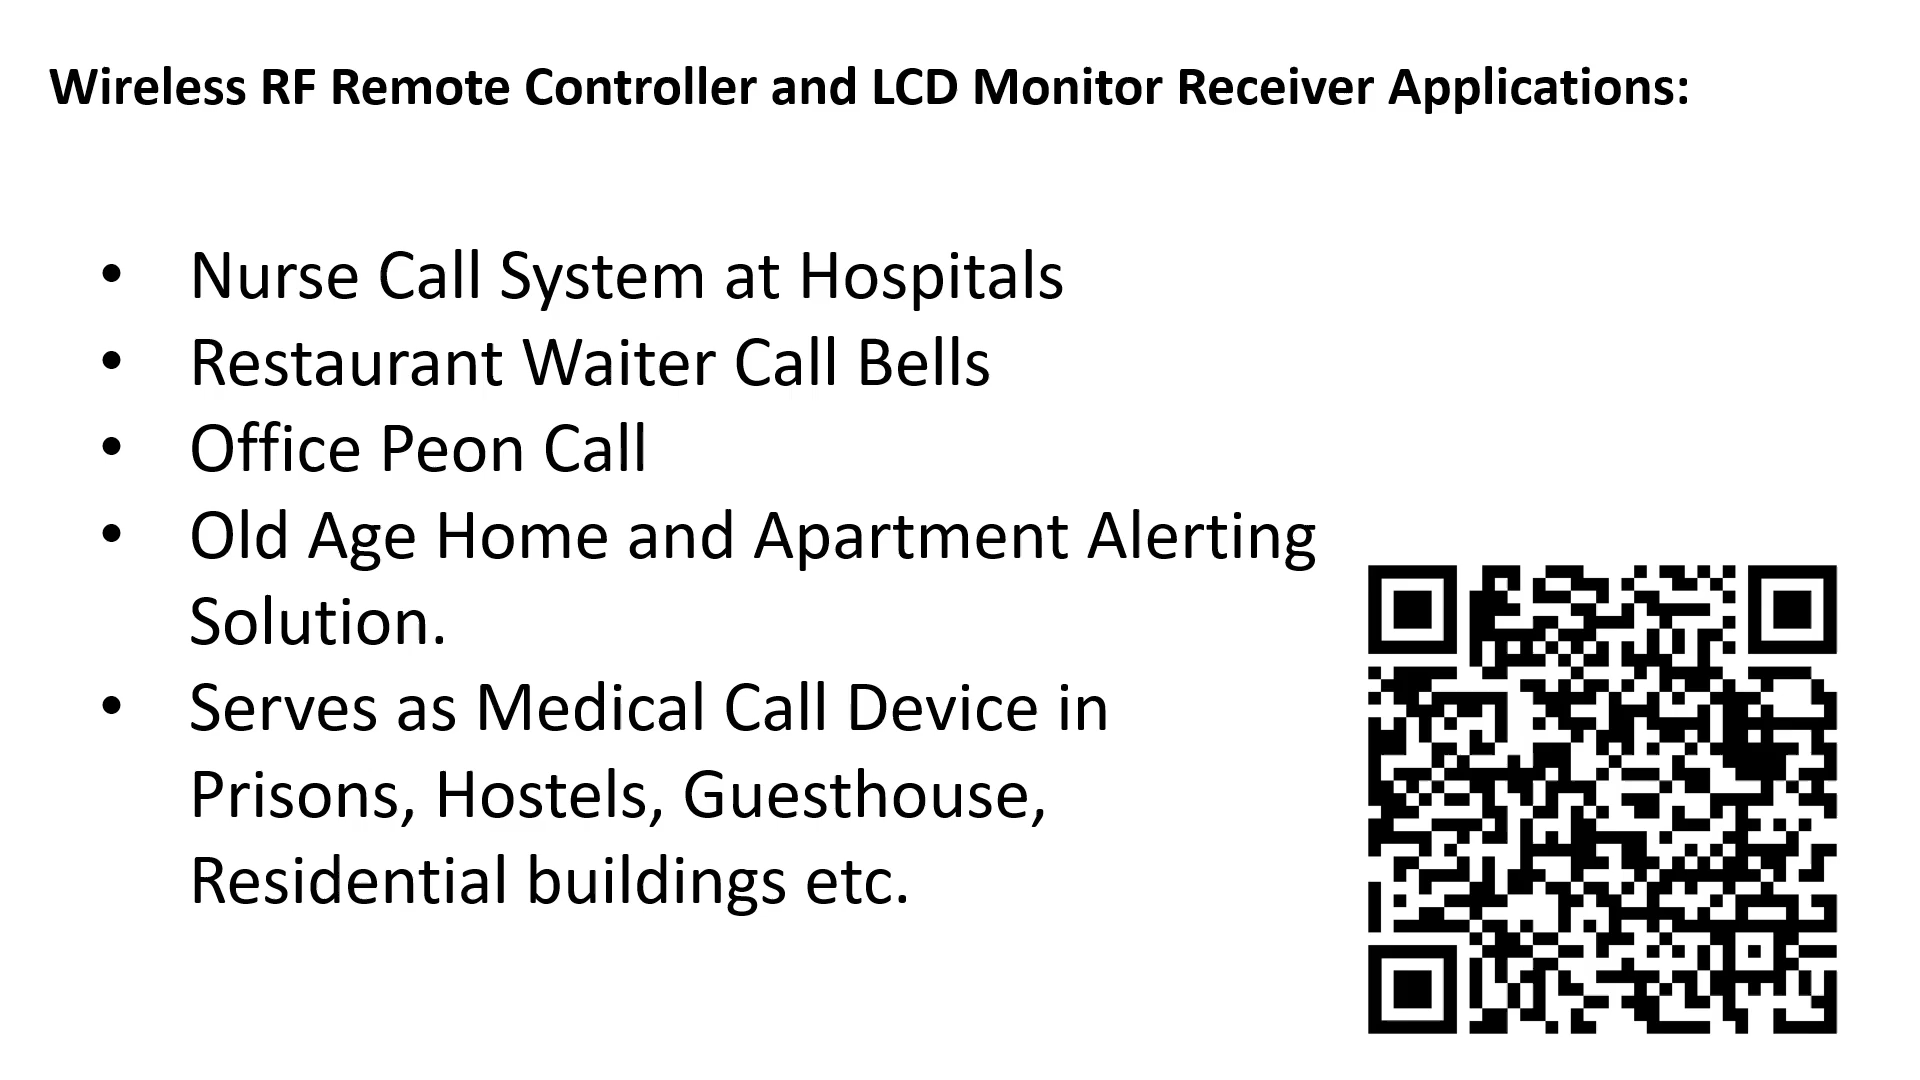 Wireless RF Remote Controller and LCD Monitor Receiver Applications:
• Nurse Call System at Hospitals
• Restaurant Waiter Call Bells
• Office Peon Call
• Old Age Home and Apartment Alerting
Solution.
• Serves as Medical Call Device in
Prisons, Hostels, Guesthouse,
Residential buildings etc.